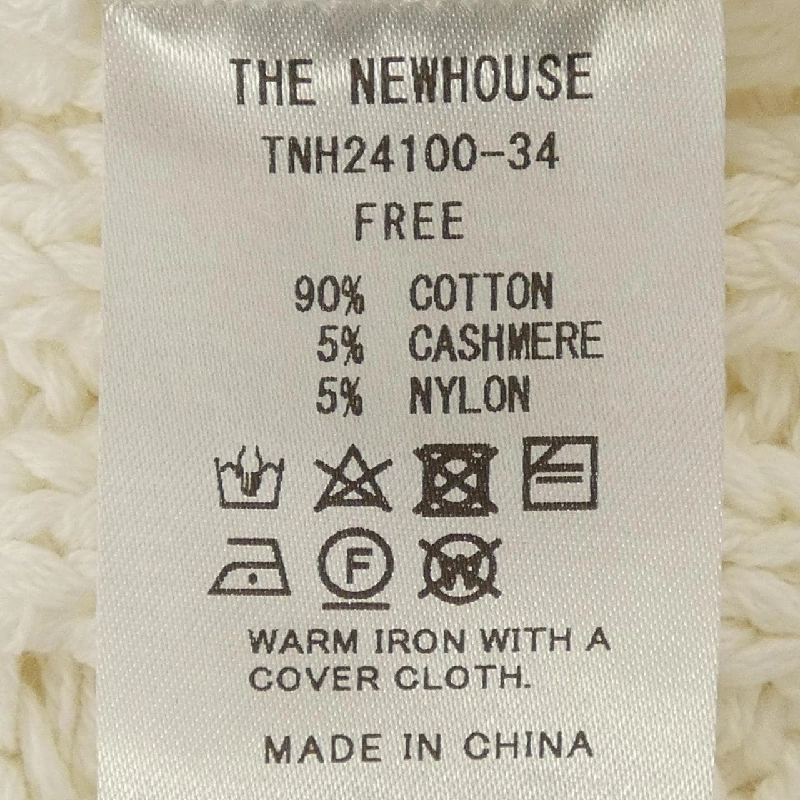 THE NEWHOUSE
TNH24100-34
FREE
90% COTTON
5% CASHMERE
5% NYLON
F W
WARM IRON WITH A
COVER CLOTH.
MADE IN CHINA